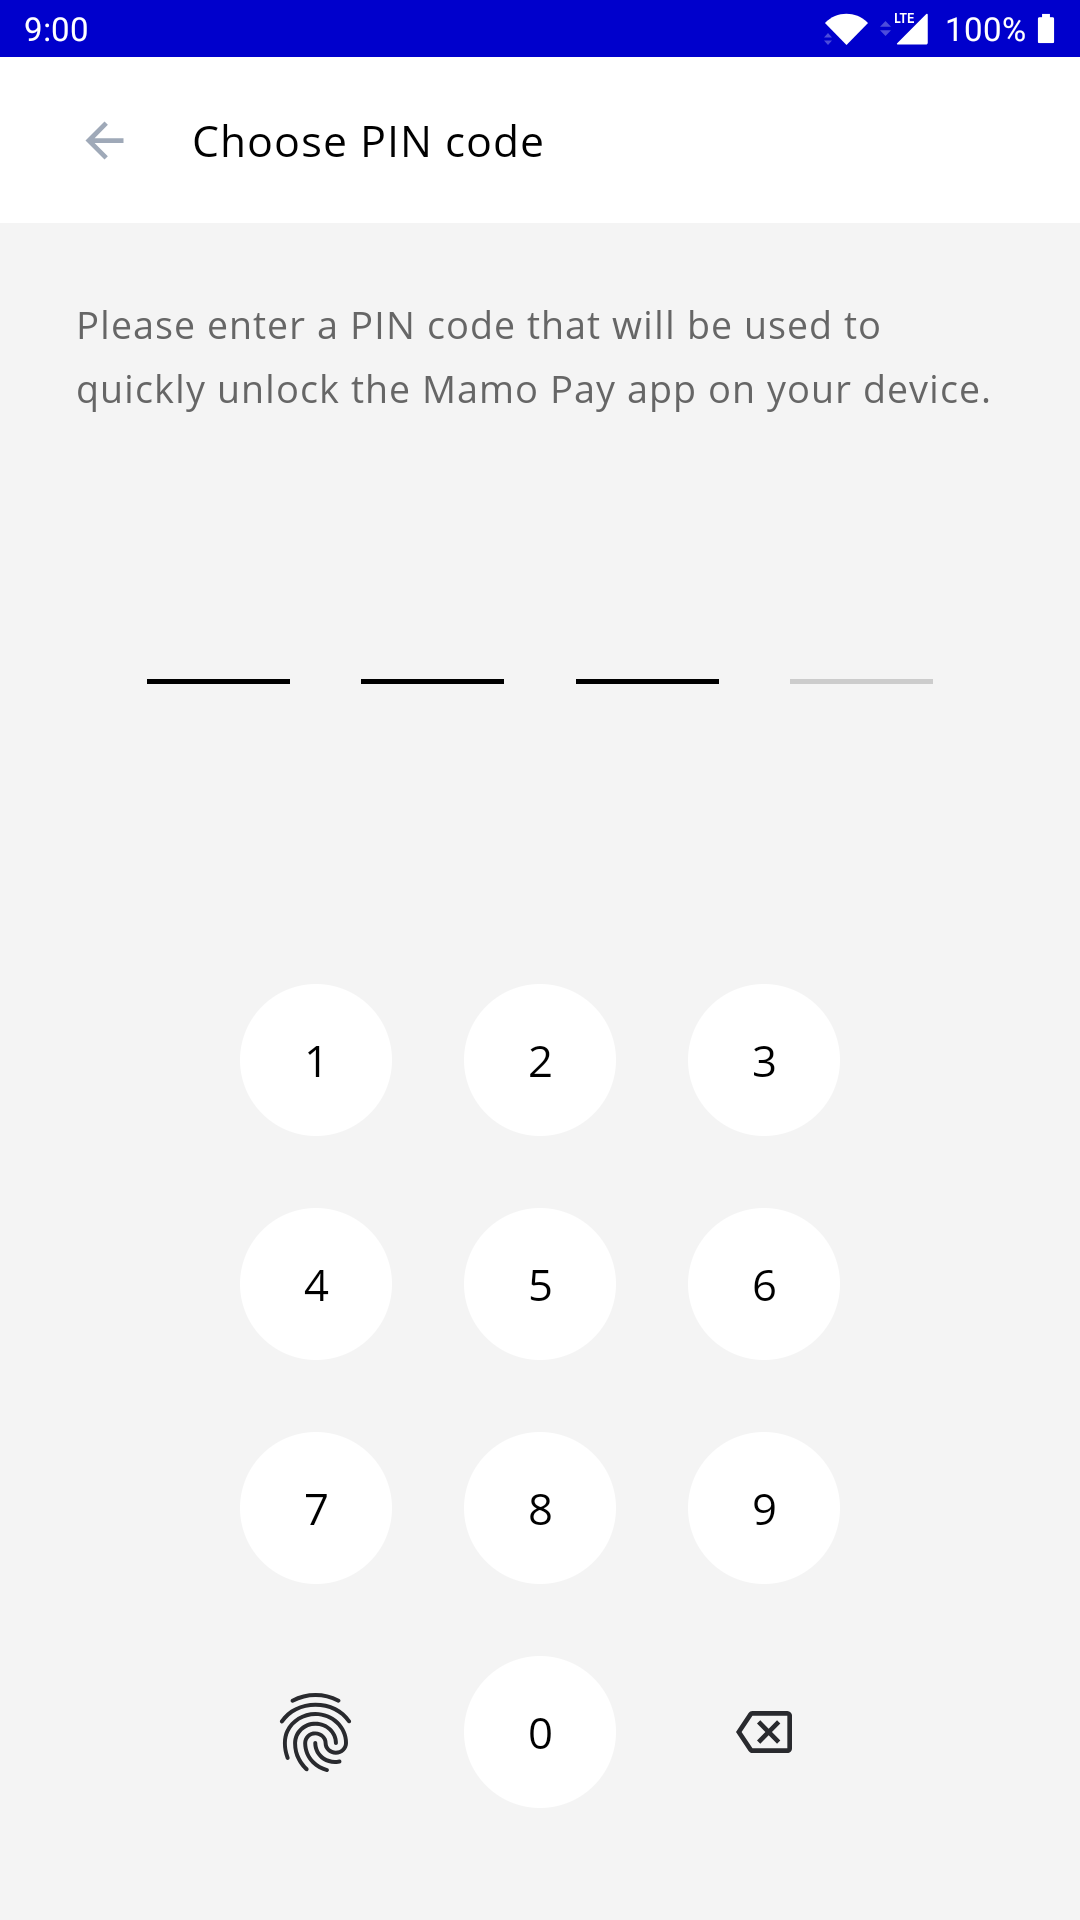 9:00 LTE 100%
Choose PIN code
Please enter a PIN code that will be used to
quickly unlock the Mamo Pay app on your device.
1 2 3
4 5 6
7 8 9
0